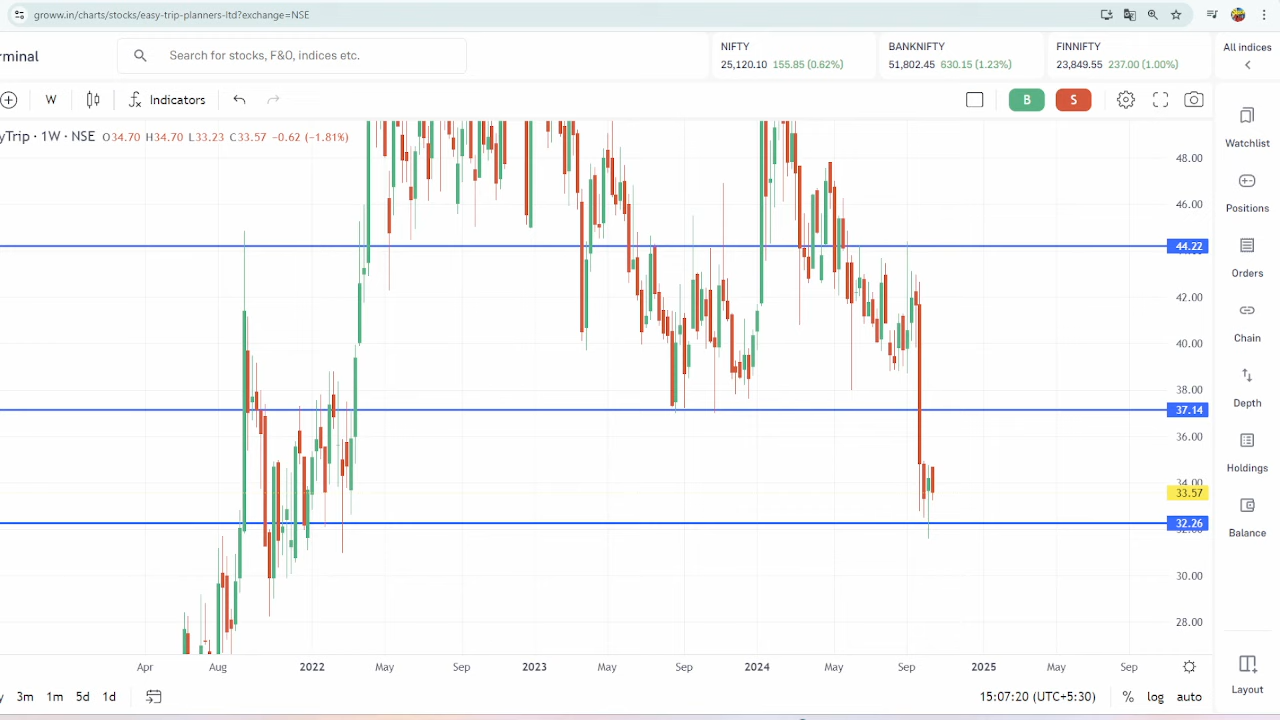 groww.in/charts/stocks/easy-trip-planners-ltd?exchange=NSE
rminal
Search for stocks, F&O, indices etc.
NIFTY
25,120.10 155.85 (0.62%)
BANKNIFTY
51,802.45 630.15 (1.23%)
FINNIFTY
23,849.55 237.00 (1.00%)
All indices
W
Indicators
B
S
yTrip · 1W · NSE O34.70 H34.70 L33.23 C33.57 −0.62 (−1.81%)
48.00
46.00
44.22
42.00
40.00
38.00
37.14
36.00
34.00
33.57
32.26
30.00
28.00
Apr Aug 2022 May Sep 2023 May Sep 2024 May Sep 2025 May Sep
y 3m 1m 5d 1d
15:07:20 (UTC+5:30) % log auto
Watchlist
Positions
Orders
Chain
Depth
Holdings
Balance
Layout